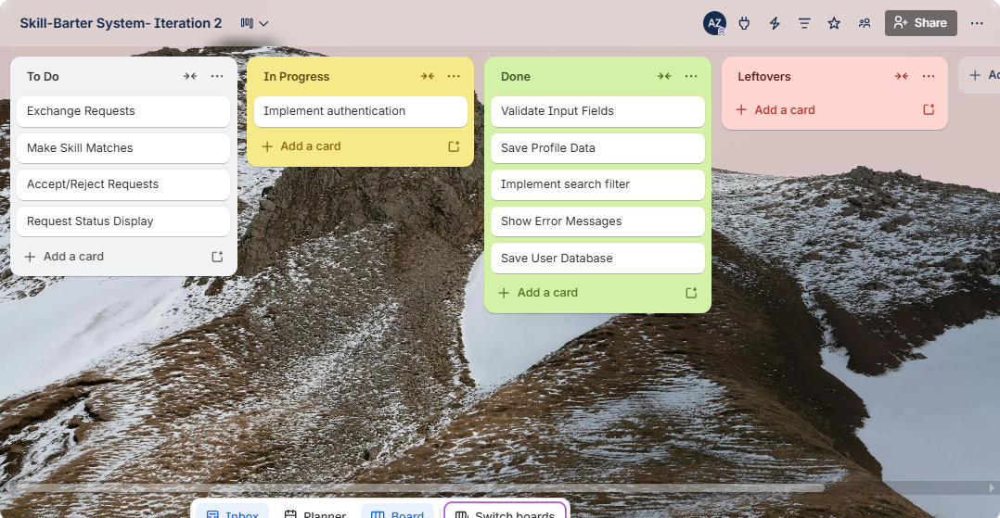 Skill-Barter System- Iteration 2
AZ
Share
To Do
Exchange Requests
Make Skill Matches
Accept/Reject Requests
Request Status Display
Add a card
In Progress
Implement authentication
Add a card
Done
Validate Input Fields
Save Profile Data
Implement search filter
Show Error Messages
Save User Database
Add a card
Leftovers
Add a card
Inbox
Planner
Board
Switch boards